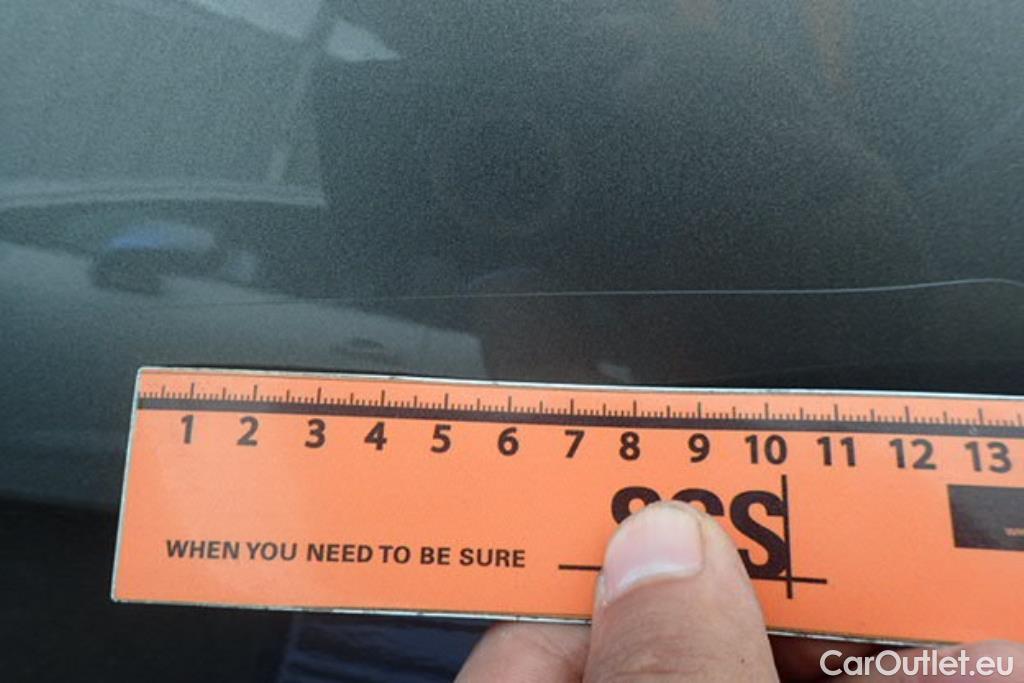 1 2 3 4 5 6 7 8 9 10 11 12 13
SGS
WHEN YOU NEED TO BE SURE
CarOutlet.eu